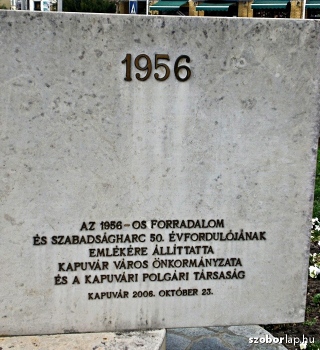 1956
AZ 1956-OS FORRADALOM
ÉS SZABADSÁGHARC 50. ÉVFORDULÓJÁNAK
EMLÉKÉRE ÁLLÍTTATTA
KAPUVÁR VÁROS ÖNKORMÁNYZATA
ÉS A KAPUVÁRI POLGÁRI TÁRSASÁG
KAPUVÁR 2006. OKTÓBER 23.
szoborlap.hu